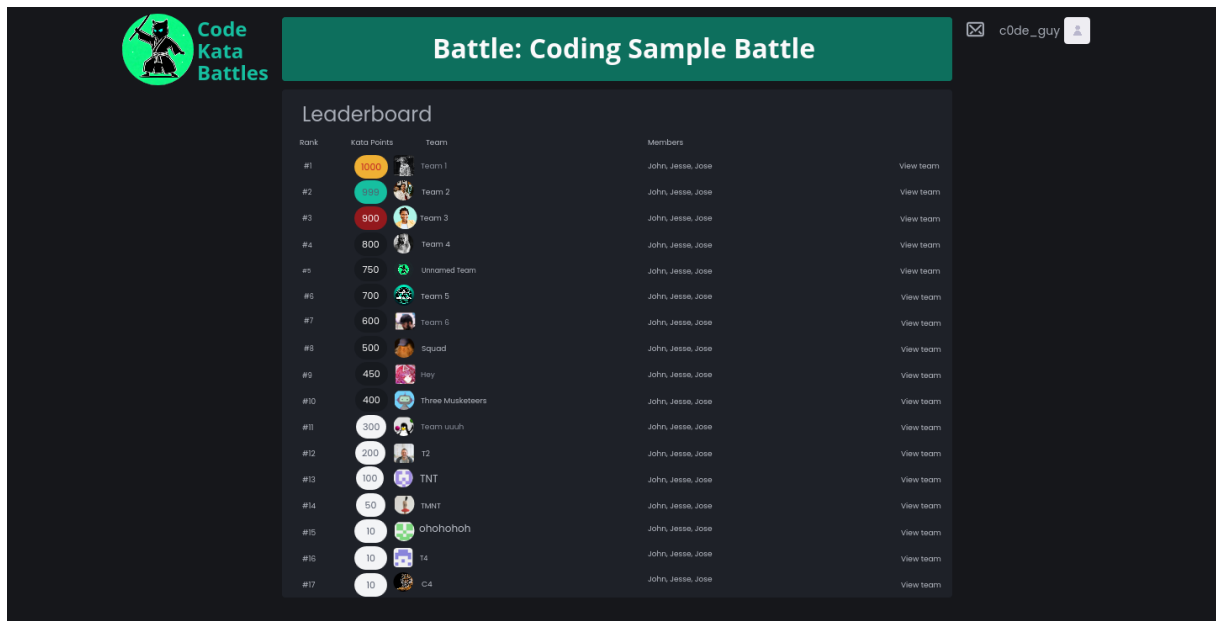 Code
Kata
Battles
Battle: Coding Sample Battle
c0de_guy
Leaderboard
Rank Kata Points Team Members
#1 1000 Team 1 John, Jesse, Jose View team
#2 999 Team 2 John, Jesse, Jose View team
#3 900 Team 3 John, Jesse, Jose View team
#4 800 Team 4 John, Jesse, Jose View team
#5 750 Unnamed Team John, Jesse, Jose View team
#6 700 Team 5 John, Jesse, Jose View team
#7 600 Team 6 John, Jesse, Jose View team
#8 500 Squad John, Jesse, Jose View team
#9 450 Hey John, Jesse, Jose View team
#10 400 Three Musketeers John, Jesse, Jose View team
#11 300 Team uuuh John, Jesse, Jose View team
#12 200 T2 John, Jesse, Jose View team
#13 100 TNT John, Jesse, Jose View team
#14 50 TMNT John, Jesse, Jose View team
#15 10 ohohohoh John, Jesse, Jose View team
#16 10 T4 John, Jesse, Jose View team
#17 10 C4 John, Jesse, Jose View team